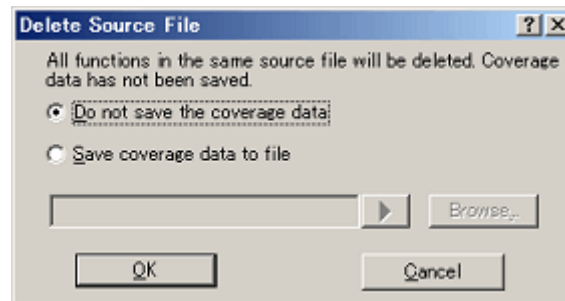 Delete Source File
All functions in the same source file will be deleted. Coverage
data has not been saved.
Do not save the coverage data
Save coverage data to file
Browse...
OK
Cancel